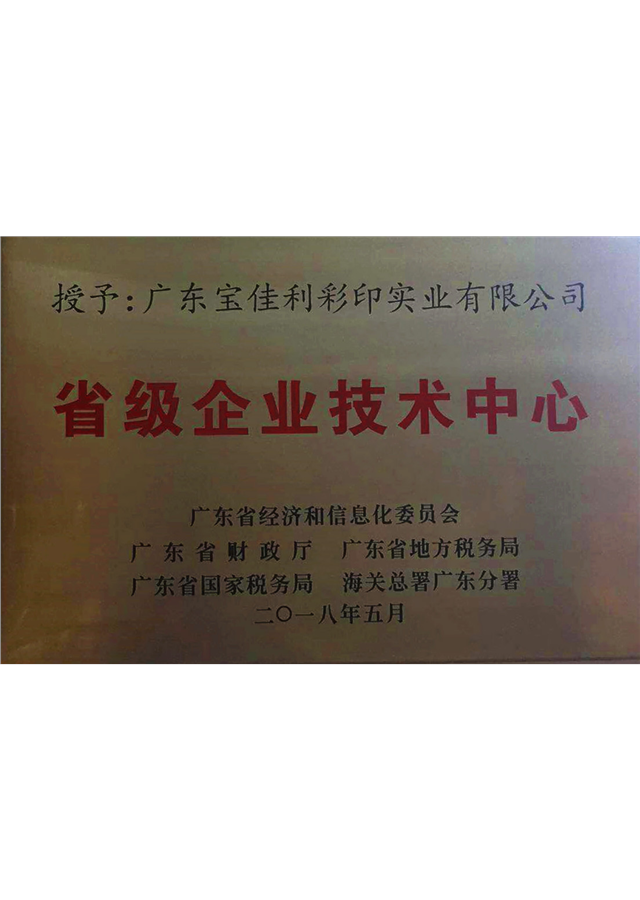 授予:广东宝佳利彩印实业有限公司
省级企业技术中心
广东省经济和信息化委员会
广东省财政厅 广东省地方税务局
广东省国家税务局 海关总署广东分署
二〇一八年五月